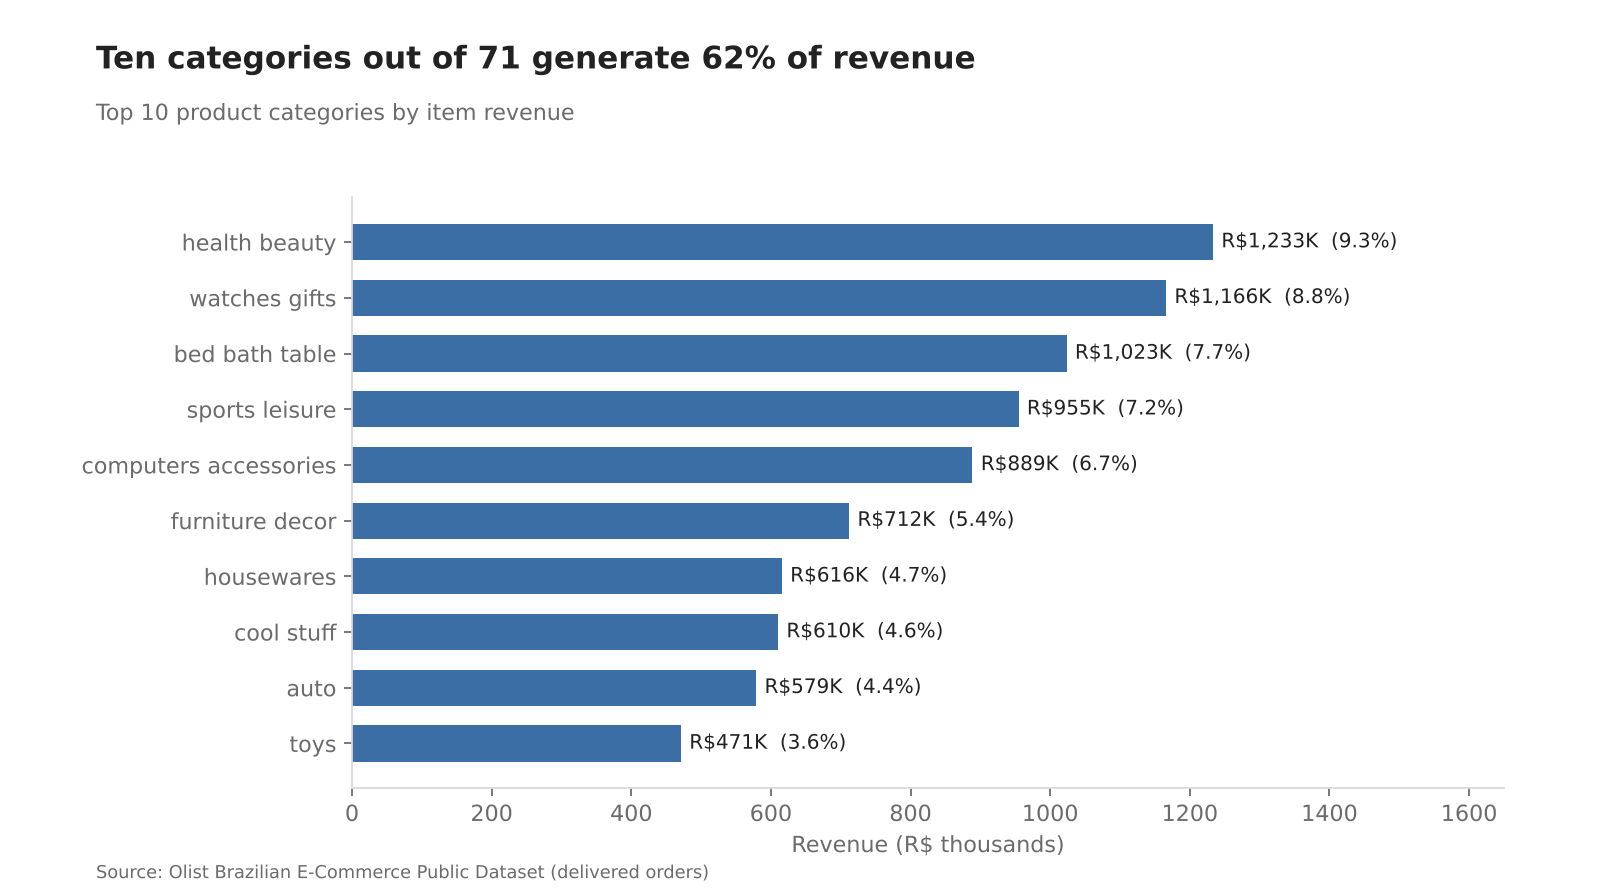 Ten categories out of 71 generate 62% of revenue
Top 10 product categories by item revenue
health beauty R$1,233K (9.3%)
watches gifts R$1,166K (8.8%)
bed bath table R$1,023K (7.7%)
sports leisure R$955K (7.2%)
computers accessories R$889K (6.7%)
furniture decor R$712K (5.4%)
housewares R$616K (4.7%)
cool stuff R$610K (4.6%)
auto R$579K (4.4%)
toys R$471K (3.6%)
0 200 400 600 800 1000 1200 1400 1600
Revenue (R$ thousands)
Source: Olist Brazilian E-Commerce Public Dataset (delivered orders)